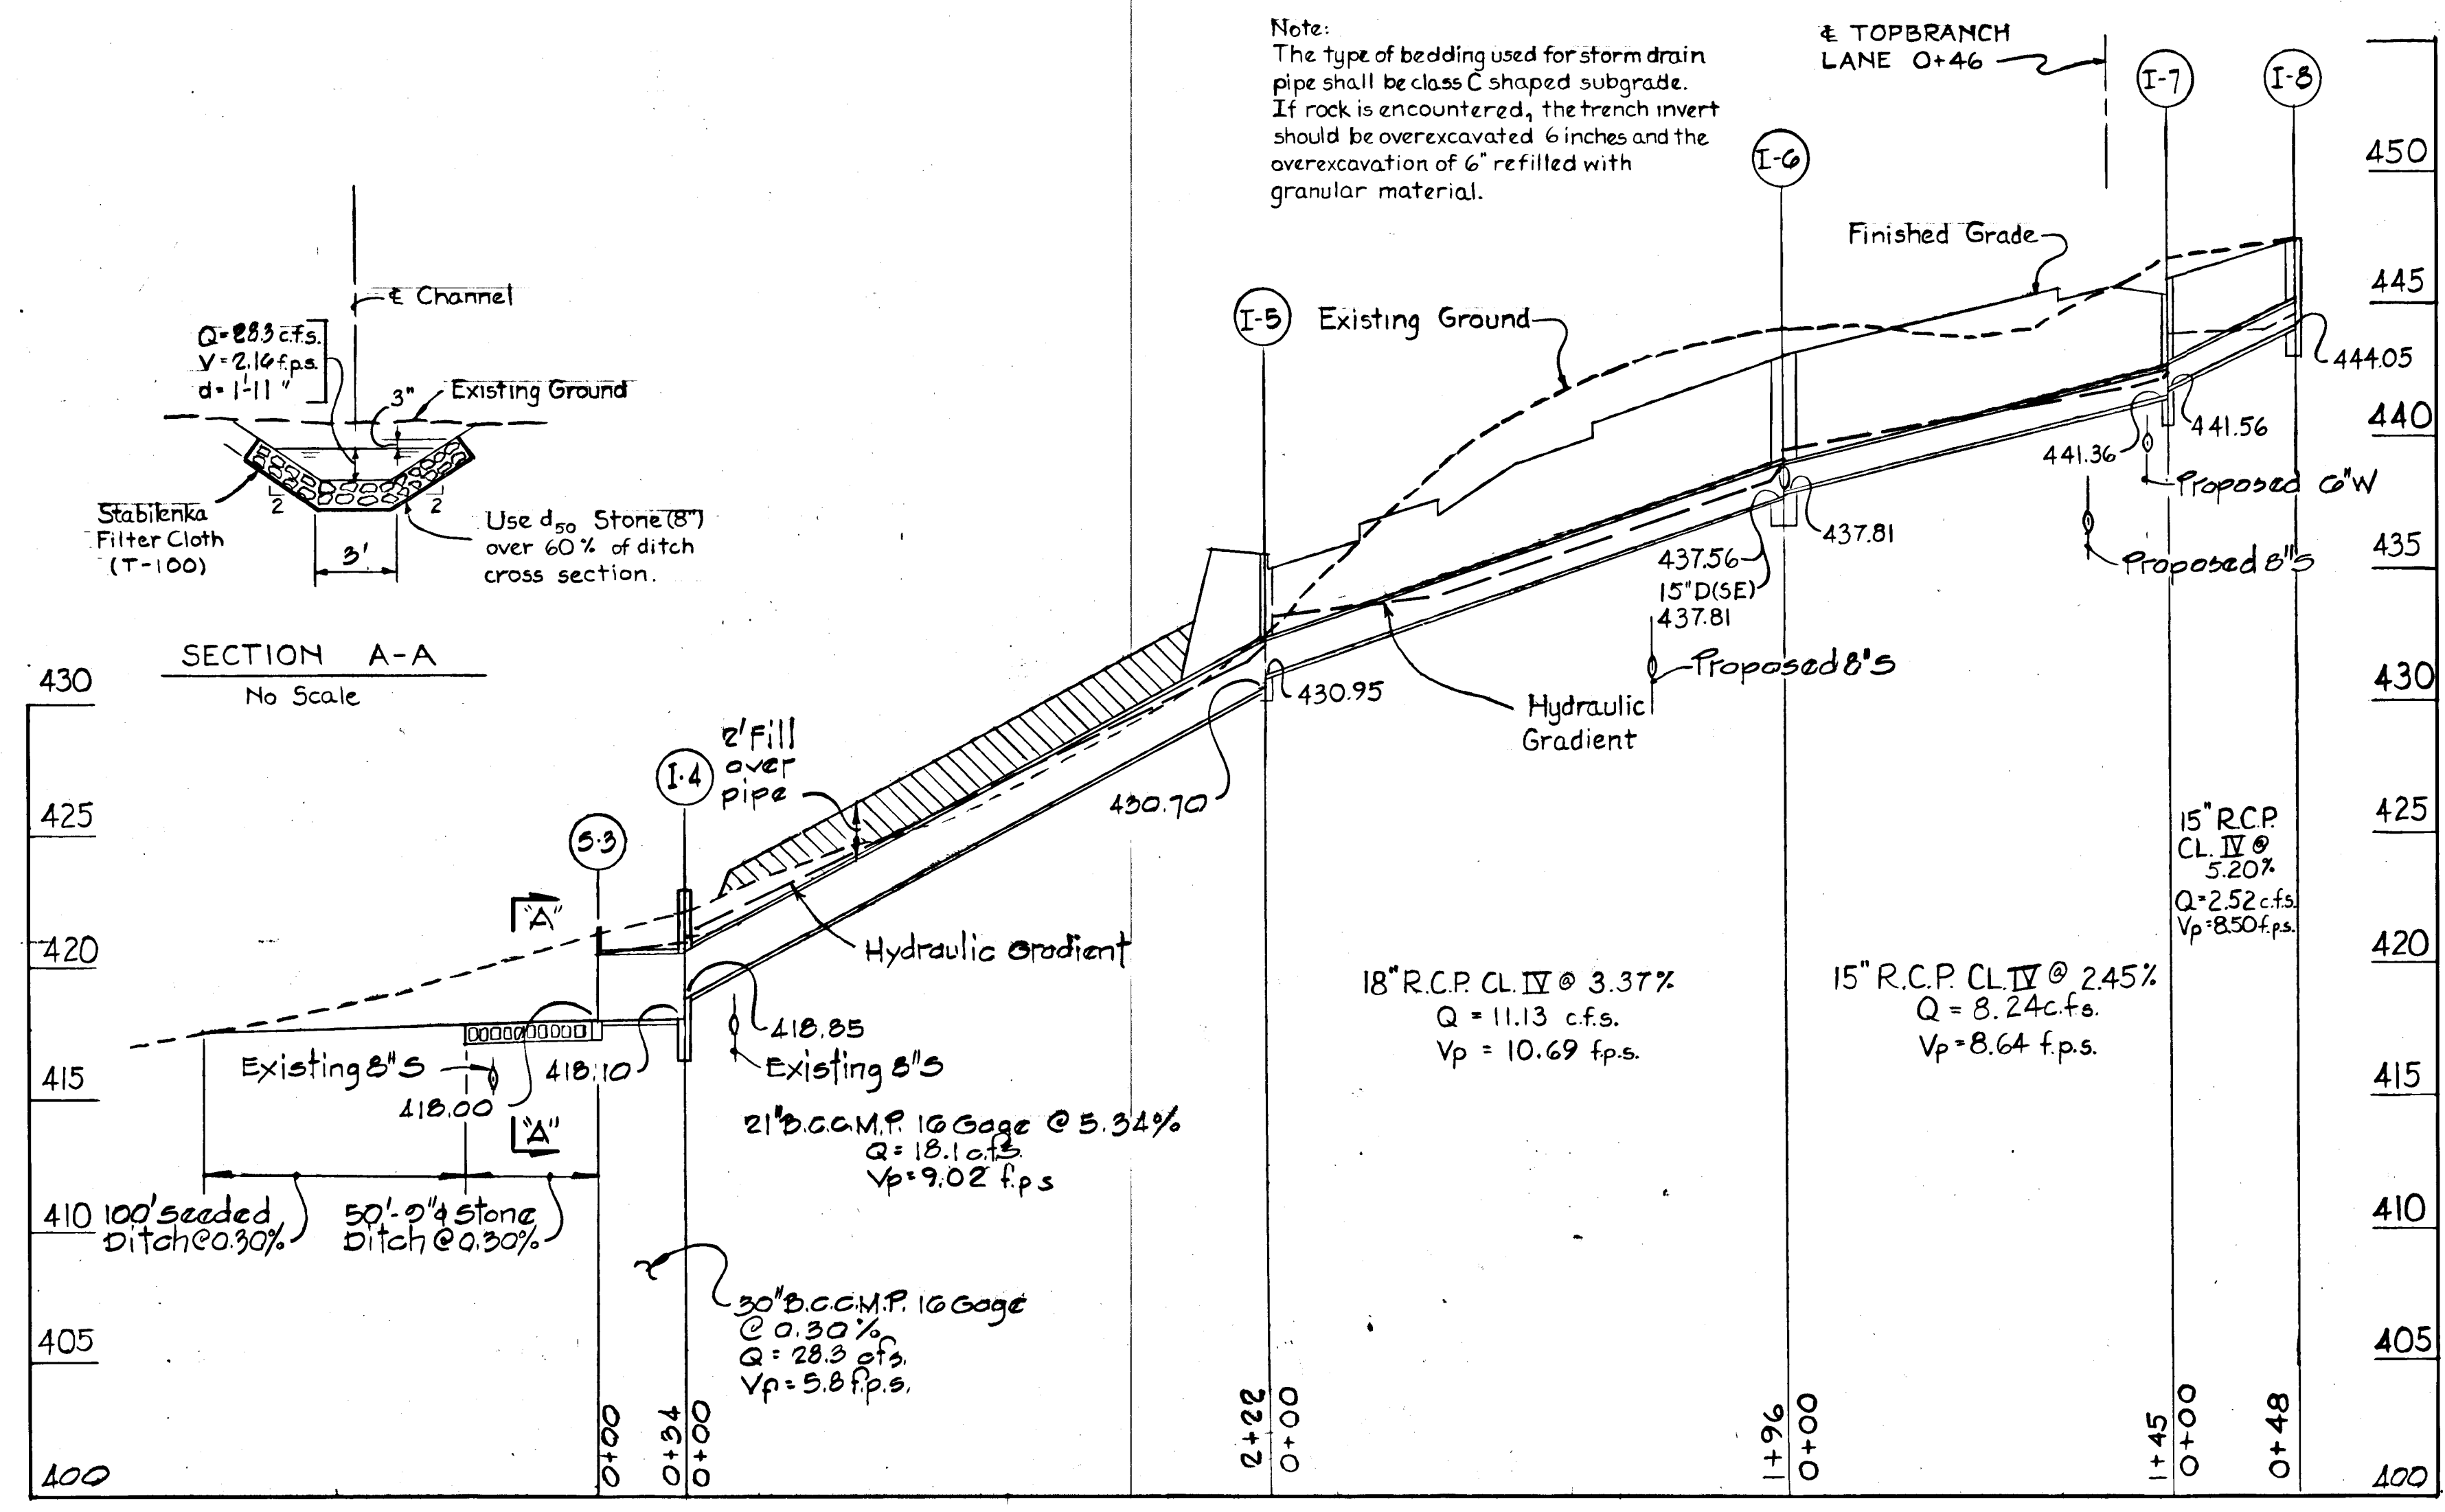 Note:
The type of bedding used for storm drain
pipe shall be class C shaped subgrade.
If rock is encountered, the trench invert
should be overexcavated 6 inches and the
overexcavation of 6" refilled with
granular material.
℄ TOPBRANCH
LANE 0+46
I-7
I-8
I-6
I-5
450
445
440
435
430
425
420
415
410
405
400
Finished Grade
Existing Ground
444.05
441.56
441.36
Proposed 6"W
Proposed 8"S
437.81
437.56
15"D(SE)
437.81
Proposed 8"S
430.95
430.70
Hydraulic
Gradient
℄ Channel
Q=28.3 c.f.s.
V=2.16 f.p.s.
d=1'-11"
3"
Existing Ground
Stabilenka
Filter Cloth
(T-100)
2
2
3'
Use d50 Stone (8")
over 60% of ditch
cross section.
SECTION A-A
No Scale
430
425
420
415
410
405
400
2' Fill
over
pipe
I-4
S-3
"A"
Hydraulic Gradient
418.85
Existing 8"S
Existing 8"S
418.10
418.00
"A"
100' seeded
Ditch @ 0.30%
50'-9"
Stone
Ditch @ 0.30%
21" B.C.C.M.P. 16 Gage @ 5.34%
Q = 18.1 c.f.s.
Vp = 9.02 f.p.s
30" B.C.C.M.P. 16 Gage
@ 0.30%
Q = 28.3 cfs.
Vp = 5.8 f.p.s.
18" R.C.P. CL. IV @ 3.37%
Q = 11.13 c.f.s.
Vp = 10.69 f.p.s.
15" R.C.P. CL. IV @ 2.45%
Q = 8.24 c.f.s.
Vp = 8.64 f.p.s.
15" R.C.P.
CL. IV @
5.20%
Q=2.52 c.f.s.
Vp=8.50 f.p.s.
0+00
0+34
0+00
2+22
0+00
1+96
0+00
1+45
0+00
0+48